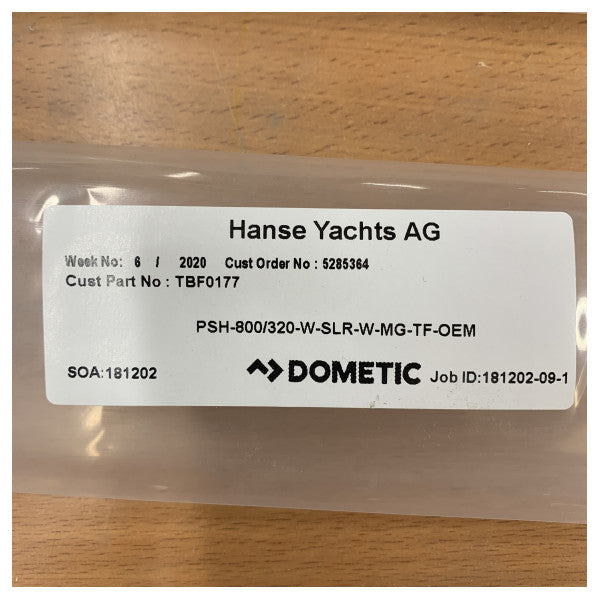 Hanse Yachts AG
Week No: 6 / 2020 Cust Order No : 5285364
Cust Part No : TBF0177
PSH-800/320-W-SLR-W-MG-TF-OEM
SOA:181202 DOMETIC Job ID:181202-09-1